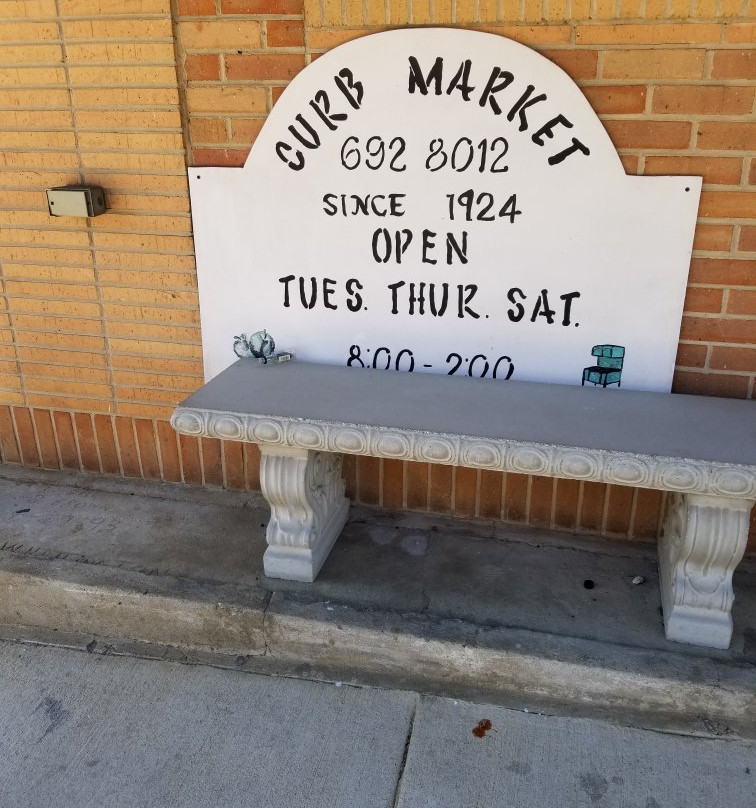 CURB MARKET
692 8012
SINCE 1924
OPEN
TUES. THUR. SAT.
8:00 - 2:00